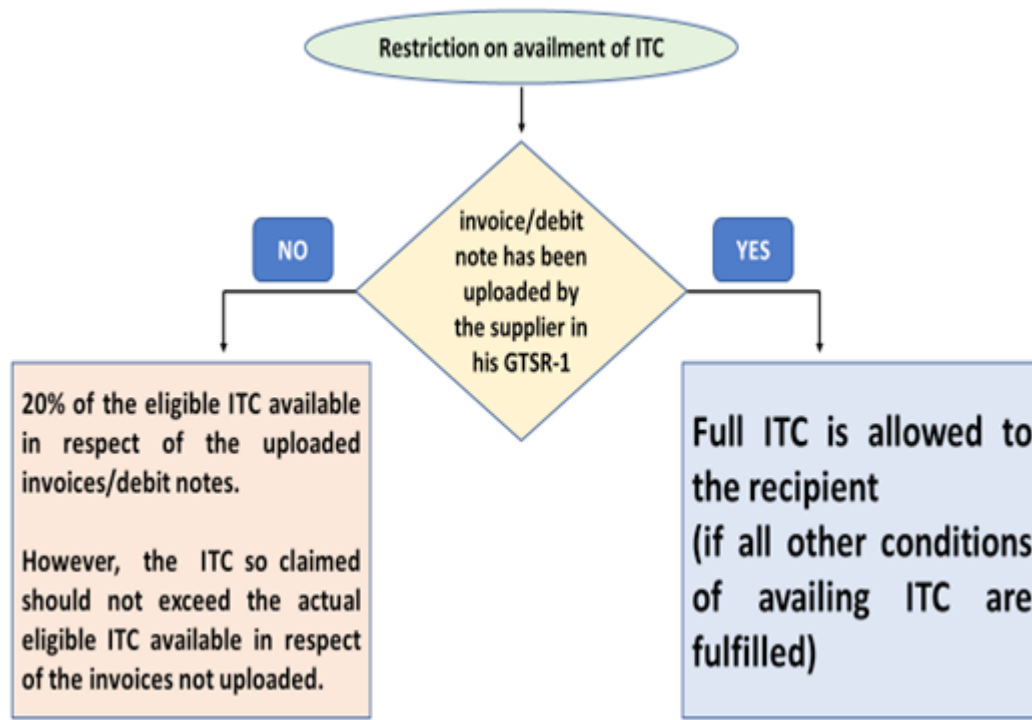 Restriction on availment of ITC
invoice/debit
note has been
uploaded by
the supplier in
his GTSR-1
NO
YES
20% of the eligible ITC available
in respect of the uploaded
invoices/debit notes.
However, the ITC so claimed
should not exceed the actual
eligible ITC available in respect
of the invoices not uploaded.
Full ITC is allowed to
the recipient
(if all other conditions
of availing ITC are
fulfilled)